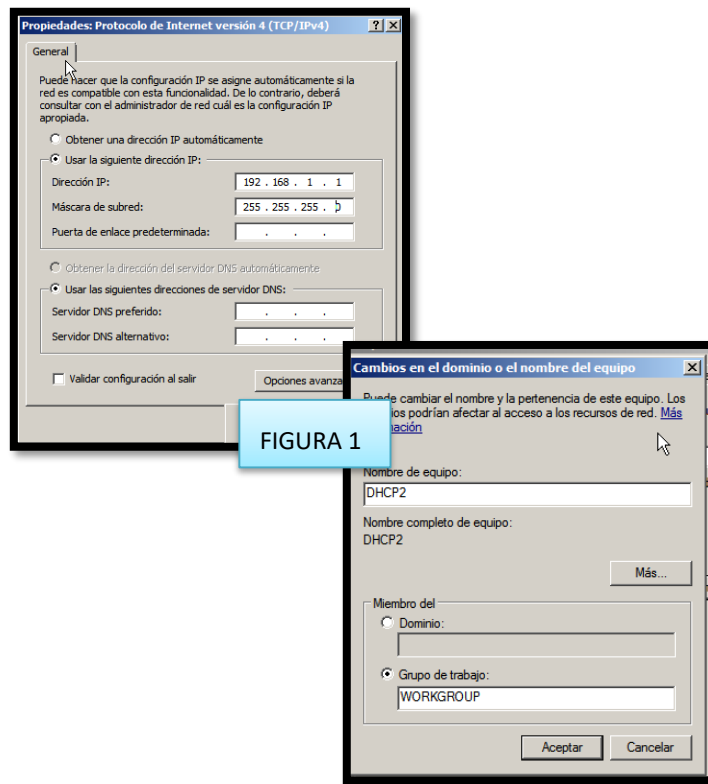 Propiedades: Protocolo de Internet versión 4 (TCP/IPv4)
General
Puede hacer que la configuración IP se asigne automáticamente si la
red es compatible con esta funcionalidad. De lo contrario, deberá
consultar con el administrador de red cuál es la configuración IP
apropiada.
Obtener una dirección IP automáticamente
Usar la siguiente dirección IP:
Dirección IP: 192 . 168 . 1 . 1
Máscara de subred: 255 . 255 . 255 .
Puerta de enlace predeterminada: . . .
Obtener la dirección del servidor DNS automáticamente
Usar las siguientes direcciones de servidor DNS:
Servidor DNS preferido: . . .
Servidor DNS alternativo: . . .
Validar configuración al salir
Opciones
FIGURA 1
Cambios en el dominio o el nombre del equipo
Puede cambiar el nombre y la pertenencia de este equipo. Los
podrían afectar al acceso a los recursos de red. Más
Nombre de equipo:
DHCP2
Nombre completo de equipo:
DHCP2
Más...
Miembro del
Dominio:
Grupo de trabajo:
WORKGROUP
Aceptar
Cancelar